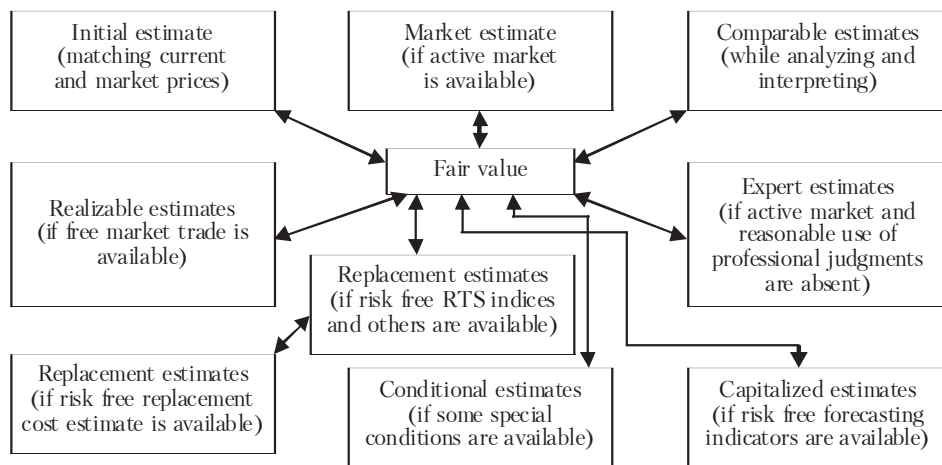 Initial estimate
(matching current
and market prices)
Market estimate
(if active market
is available)
Comparable estimates
(while analyzing and
interpreting)
Fair value
Realizable estimates
(if free market trade is
available)
Expert estimates
(if active market and
reasonable use of
professional judgments
are absent)
Replacement estimates
(if risk free RTS indices
and others are available)
Replacement estimates
(if risk free replacement
cost estimate is available)
Conditional estimates
(if some special
conditions are available)
Capitalized estimates
(if risk free forecasting
indicators are available)